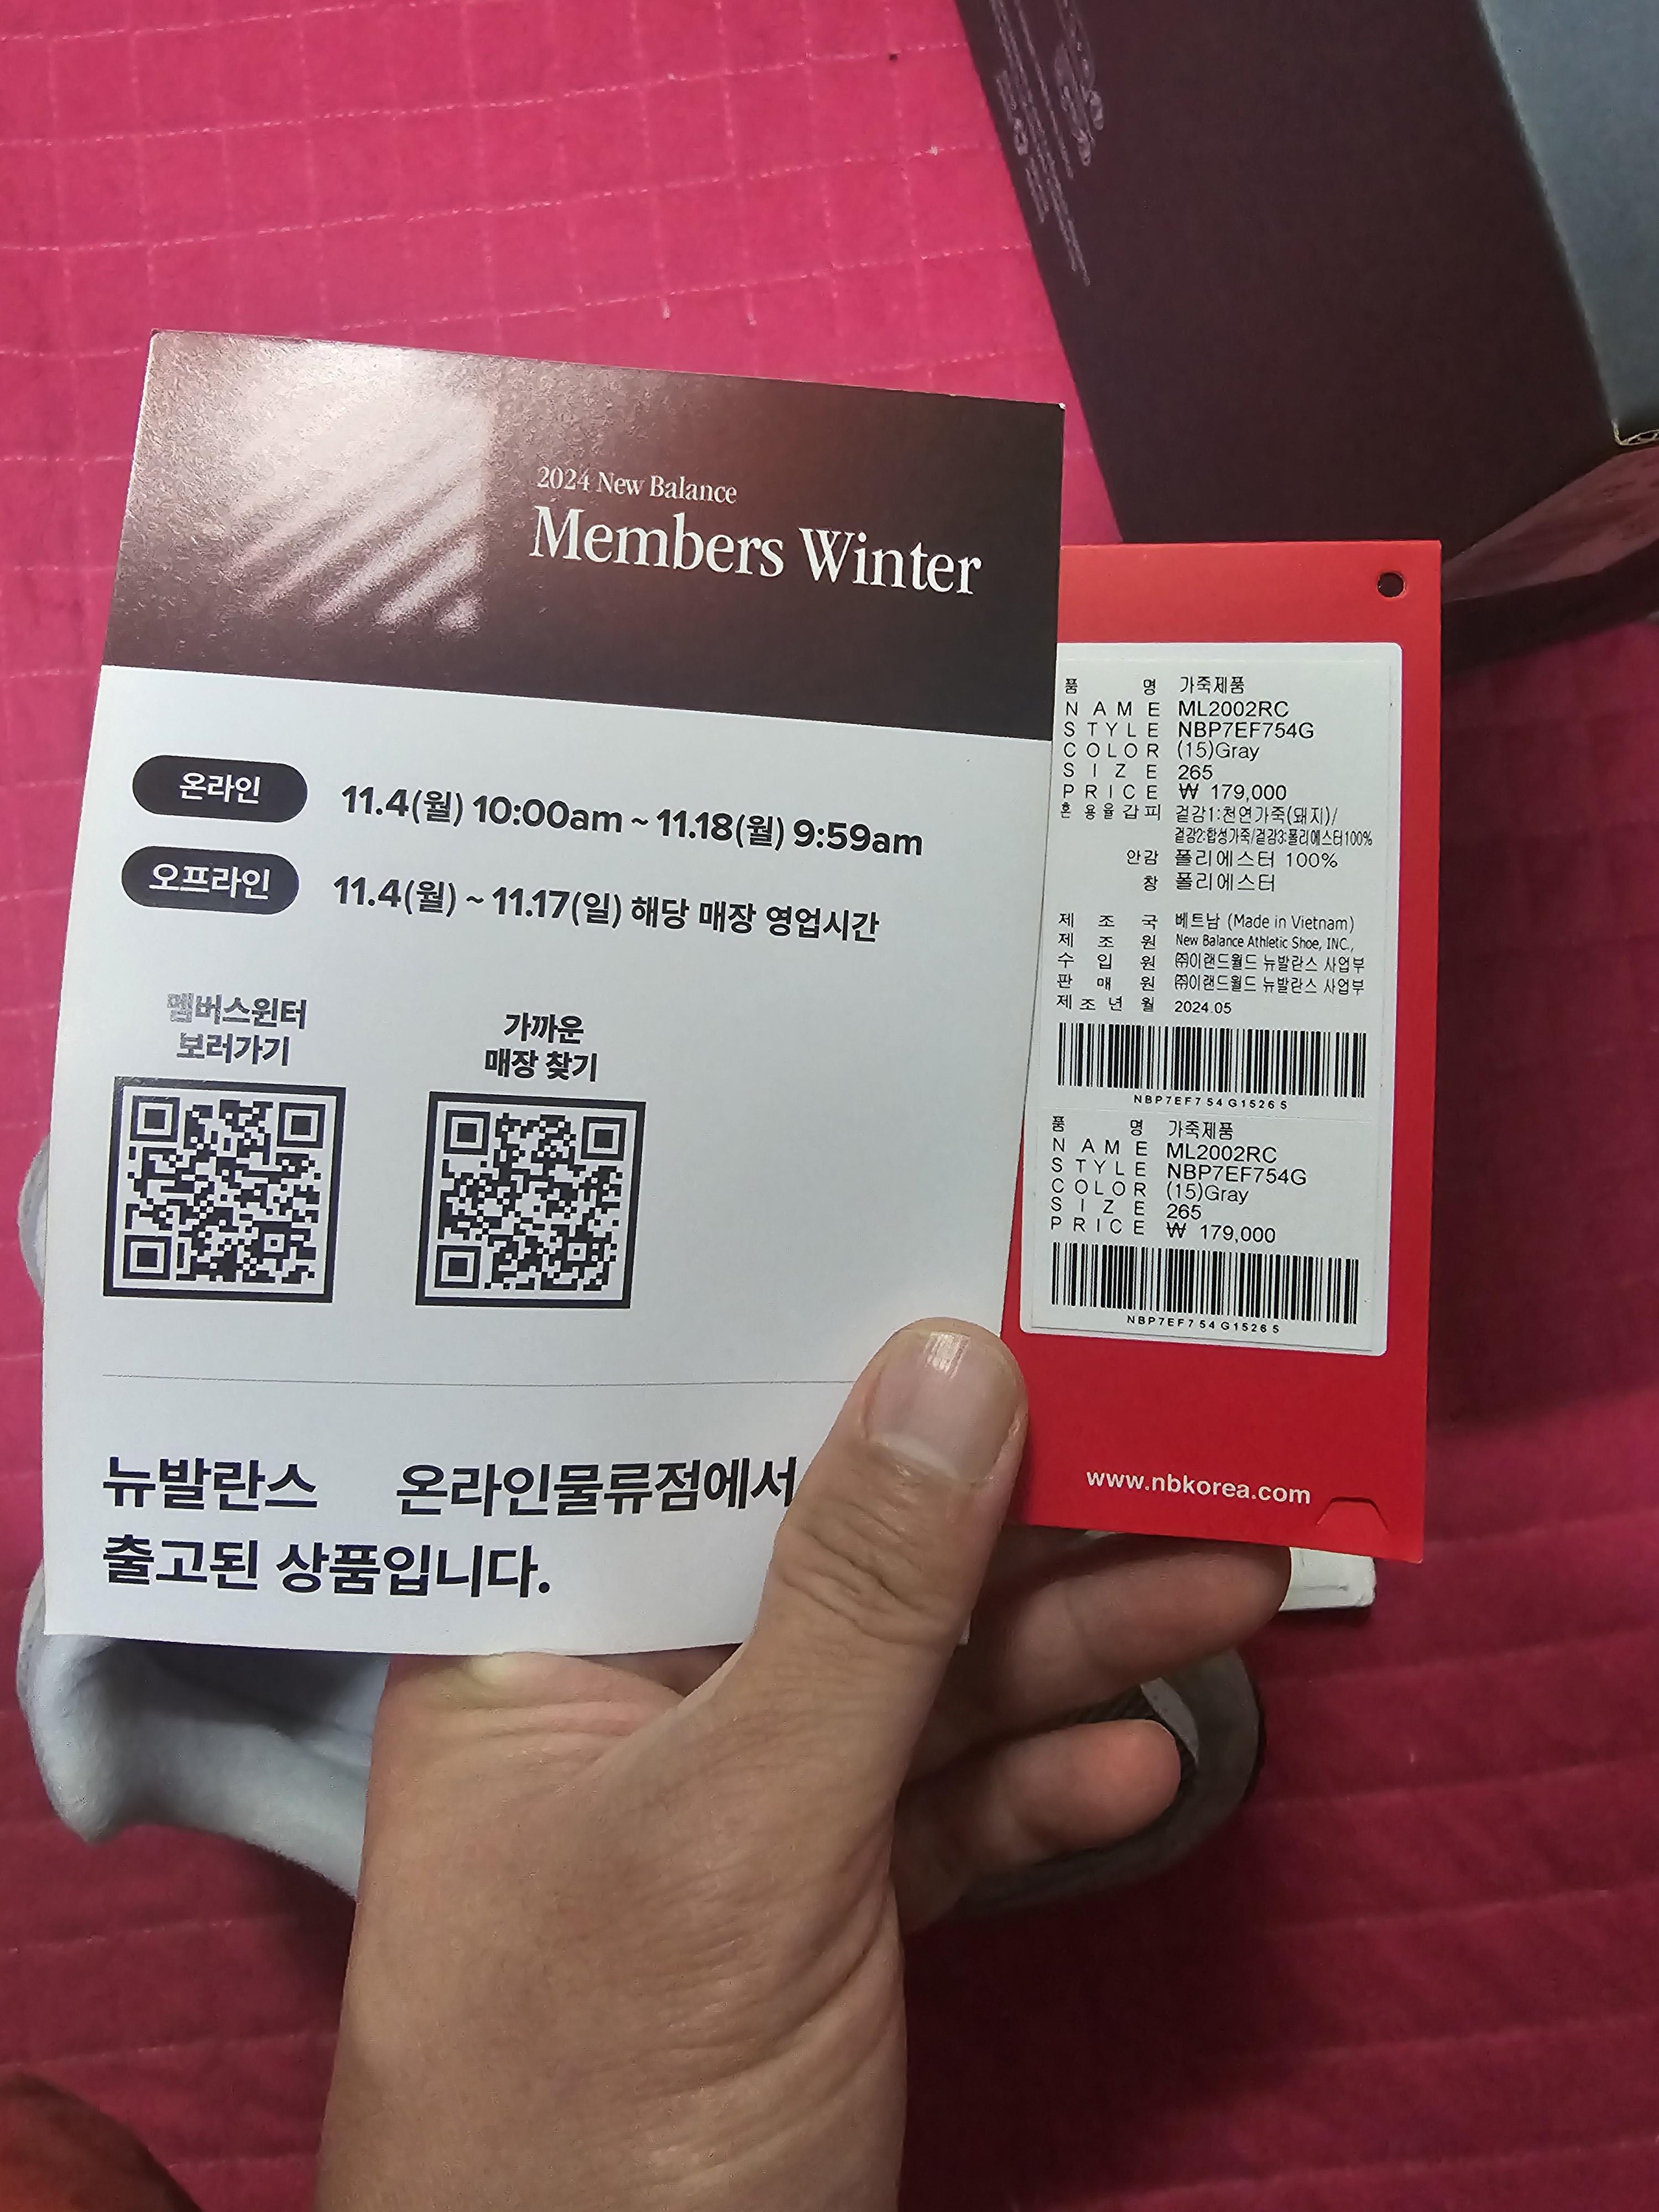 2024 New Balance
Members Winter
온라인 11.4(월) 10:00am ~ 11.18(월) 9:59am
오프라인 11.4(월) ~ 11.17(일) 해당 매장 영업시간
멤버스윈터
보러가기
가까운
매장 찾기
뉴발란스 온라인물류점에서
출고된 상품입니다.
품 명 가죽제품
NAME ML2002RC
STYLE NBP7EF754G
COLOR (15)Gray
SIZE 265
PRICE ₩ 179,000
혼용율갑피 겉감1:천연가죽(돼지)/
겉감2:합성가죽/겉감3:폴리에스터100%
안감 폴리에스터 100%
창 폴리에스터
제조국 베트남 (Made in Vietnam)
제조원 New Balance Athletic Shoe, INC.,
수입원 ㈜이랜드월드 뉴발란스 사업부
판매원 ㈜이랜드월드 뉴발란스 사업부
제조년월 2024.05
NBP7EF754G15265
품 명 가죽제품
NAME ML2002RC
STYLE NBP7EF754G
COLOR (15)Gray
SIZE 265
PRICE ₩ 179,000
NBP7EF754G15265
www.nbkorea.com